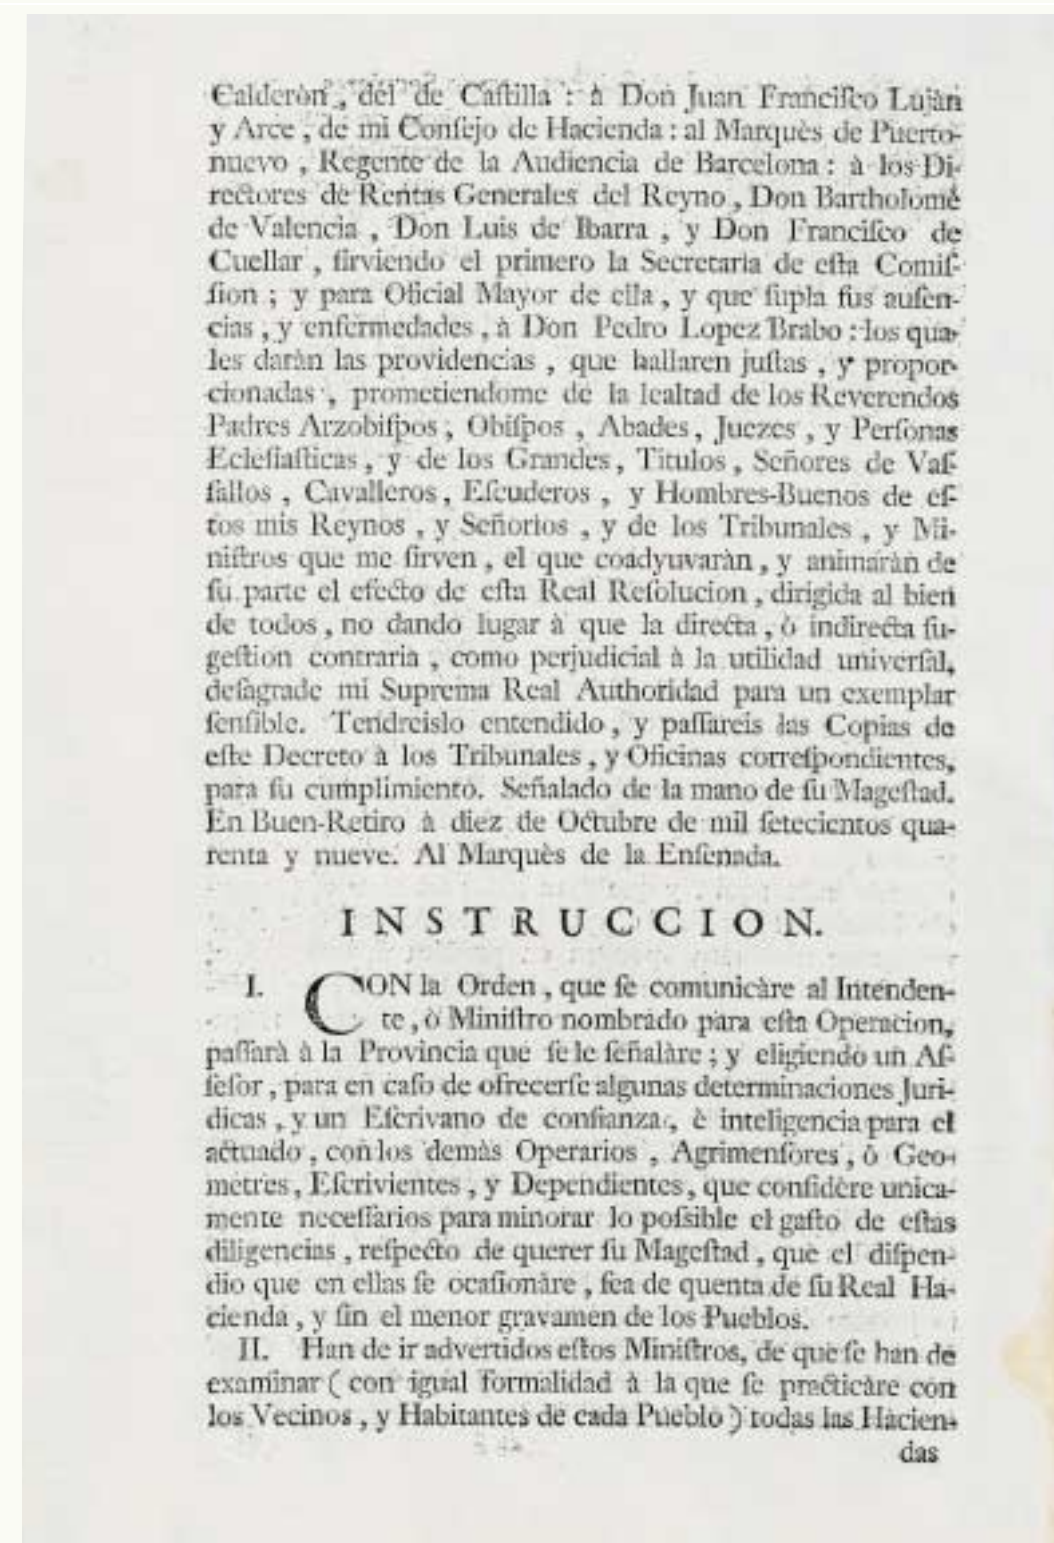 Calderòn, del de Caſtilla : à Don Juan Franciſco Lujàn
y Arce, de mi Conſejo de Hacienda : al Marquès de Puerto-
nuevo, Regente de la Audiencia de Barcelona : à los Di-
rectores de Rentas Generales del Reyno, Don Bartholomè
de Valencia, Don Luis de Ibarra, y Don Franciſco de
Cuellar, ſirviendo el primero la Secretaria de eſta Comiſ-
ſion ; y para Oficial Mayor de ella, y que ſupla ſus auſen-
cias, y enfermedades, à Don Pedro Lopez Brabo : los qua-
les daràn las providencias, que hallaren juſtas, y propor-
cionadas, prometiendome de la lealtad de los Reverendos
Padres Arzobiſpos, Obiſpos, Abades, Juezes, y Perſonas
Ecleſiaſticas, y de los Grandes, Titulos, Señores de Vaſ-
ſallos, Cavalleros, Eſcuderos, y Hombres-Buenos de eſ-
tos mis Reynos, y Señorios, y de los Tribunales, y Mi-
niſtros que me ſirven, el que coadyuvaràn, y animaràn de
ſu parte el efecto de eſta Real Reſolucion, dirigida al bien
de todos, no dando lugar à que la directa, ò indirecta ſu-
geſtion contraria, como perjudicial à la utilidad univerſal,
deſagrade mi Suprema Real Authoridad para un exemplar
ſenſible. Tendreislo entendido, y paſſareis las Copias de
eſte Decreto à los Tribunales, y Oficinas correſpondientes,
para ſu cumplimiento. Señalado de la mano de ſu Mageſtad.
En Buen-Retiro à diez de Octubre de mil ſetecientos qua-
renta y nueve. Al Marquès de la Enſenada.
INSTRUCCION.
I. CON la Orden, que ſe comunicàre al Intenden-
te, ò Miniſtro nombrado para eſta Operacion,
paſſarà à la Provincia que ſe le ſeñalàre ; y eligiendo un Aſ-
ſeſor, para en caſo de ofrecerſe algunas determinaciones Juri-
dicas, y un Eſcrivano de confianza, è inteligencia para el
actuado, con los demàs Operarios, Agrimenſores, ò Geo-
metres, Eſcrivientes, y Dependientes, que conſidère unica-
mente neceſſarios para minorar lo poſsible el gaſto de eſtas
diligencias, reſpecto de querer ſu Mageſtad, que el diſpen-
dio que en ellas ſe ocaſionàre, ſea de quenta de ſu Real Ha-
cienda, y ſin el menor gravamen de los Pueblos.
II. Han de ir advertidos eſtos Miniſtros, de que ſe han de
examinar (con igual formalidad à la que ſe practicàre con
los Vecinos, y Habitantes de cada Pueblo) todas las Hacien-
das